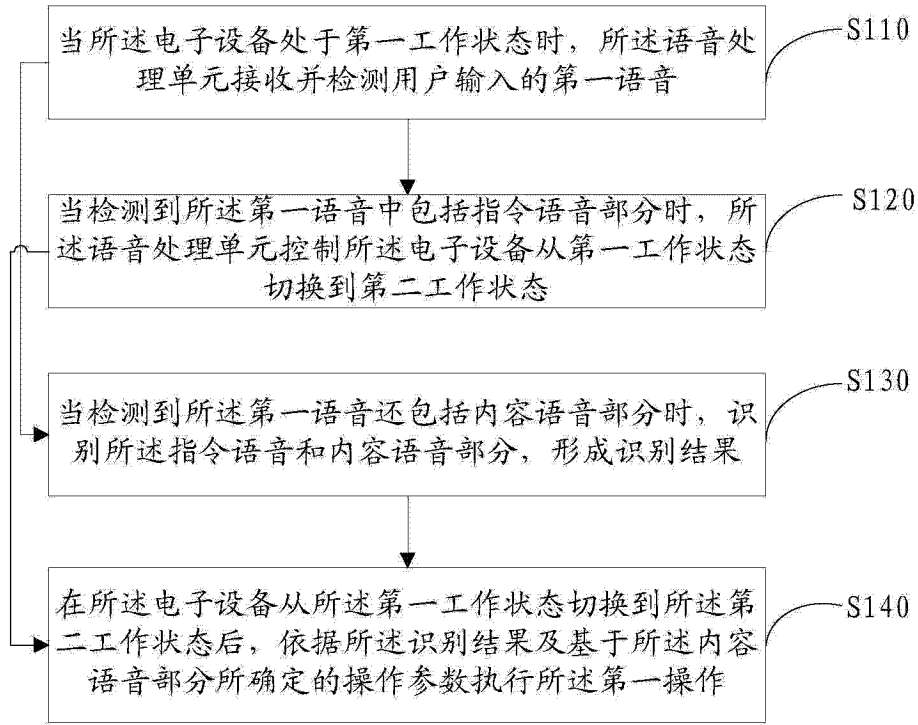 当所述电子设备处于第一工作状态时，所述语音处
理单元接收并检测用户输入的第一语音
S110
当检测到所述第一语音中包括指令语音部分时，所
述语音处理单元控制所述电子设备从第一工作状态
切换到第二工作状态
S120
当检测到所述第一语音还包括内容语音部分时，识
别所述指令语音和内容语音部分，形成识别结果
S130
在所述电子设备从所述第一工作状态切换到所述第
二工作状态后，依据所述识别结果及基于所述内容
语音部分所确定的操作参数执行所述第一操作
S140